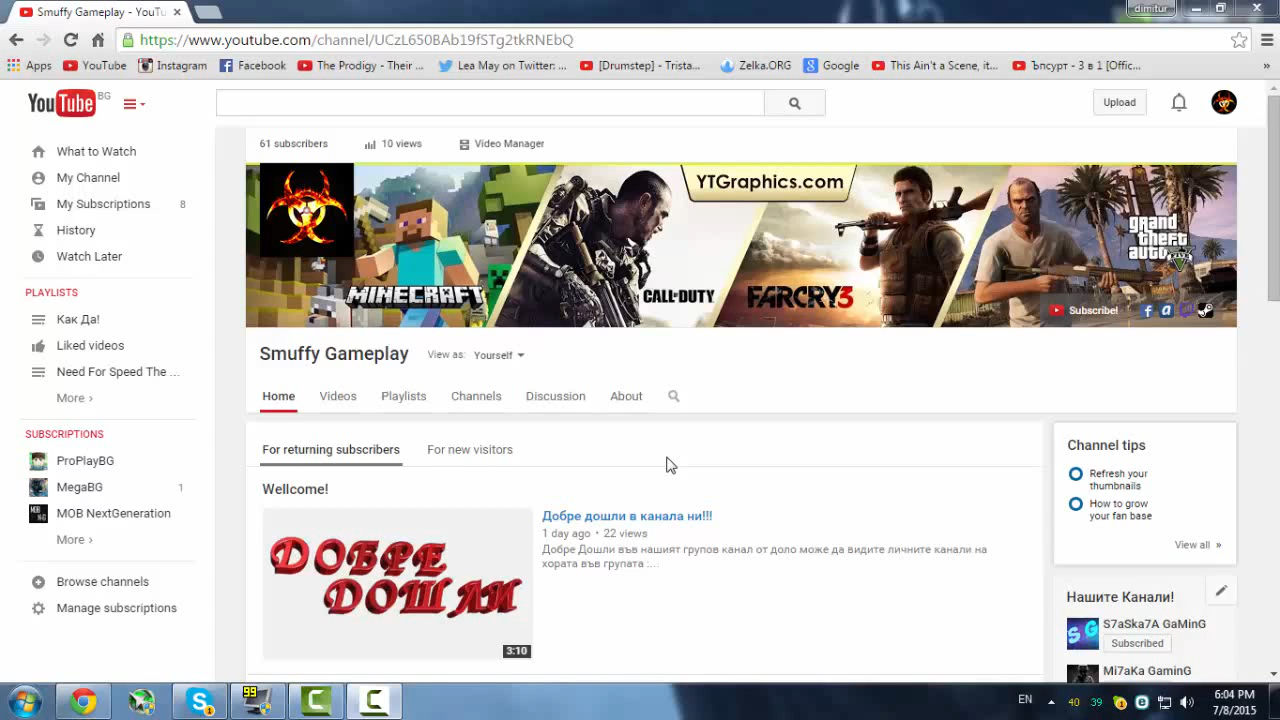 Smuffy Gameplay - YouTu
dimitur
https://www.youtube.com/channel/UCzL650BAb19fSTg2tkRNEbQ
Apps YouTube Instagram Facebook The Prodigy - Their ... Lea May on Twitter: ... [Drumstep] - Trista... Zelka.ORG Google This Ain't a Scene, it... Ъпсурт - 3 в 1 [Offic... »
YouTube BG
Upload
61 subscribers 10 views Video Manager
What to Watch
My Channel
My Subscriptions 8
History
Watch Later
PLAYLISTS
Как Да!
Liked videos
Need For Speed The ...
More ›
SUBSCRIPTIONS
ProPlayBG
MegaBG 1
MOB NextGeneration
More ›
Browse channels
Manage subscriptions
YTGraphics.com
MINECRAFT
CALL·DUTY
FARCRY3
grand
theft
auto V
Subscribe!
Smuffy Gameplay View as: Yourself
Home Videos Playlists Channels Discussion About
For returning subscribers For new visitors
Wellcome!
ДОБРЕ
ДОШЛИ
3:10
Добре дошли в канала ни!!!
1 day ago • 22 views
Добре Дошли във нашият групов канал от доло може да видите личните канали на
хората във групата :...
Channel tips
Refresh your
thumbnails
How to grow
your fan base
View all »
Нашите Канали!
S7aSka7A GaMinG
Subscribed
Mi7aKa GaminG
99
EN 40 39
6:04 PM
7/8/2015